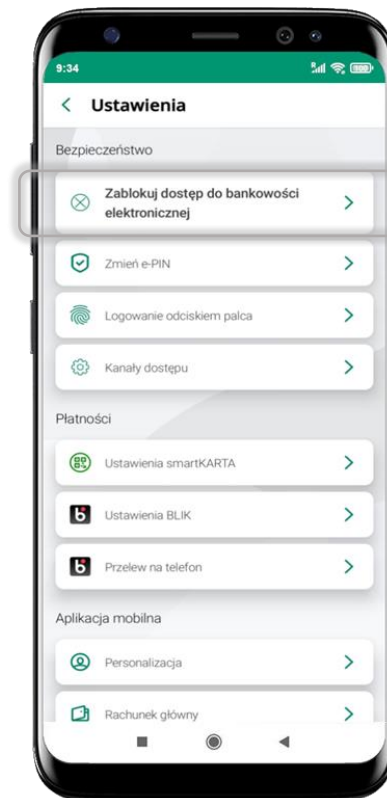 9:34
Ustawienia
Bezpieczeństwo
Zablokuj dostęp do bankowości
elektronicznej
Zmień e-PIN
Logowanie odciskiem palca
Kanały dostępu
Płatności
Ustawienia smartKARTA
Ustawienia BLIK
Przelew na telefon
Aplikacja mobilna
Personalizacja
Rachunek główny